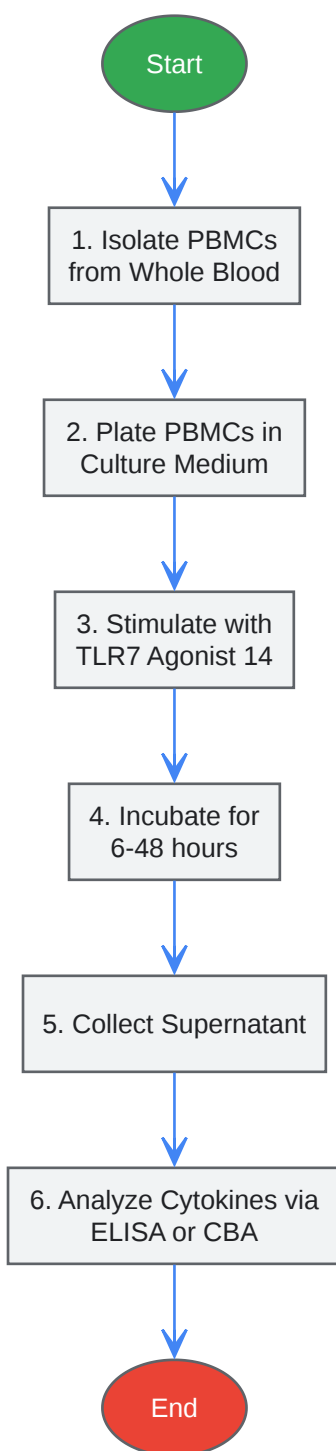 Start
1. Isolate PBMCs
from Whole Blood
2. Plate PBMCs in
Culture Medium
3. Stimulate with
TLR7 Agonist 14
4. Incubate for
6-48 hours
5. Collect Supernatant
6. Analyze Cytokines via
ELISA or CBA
End